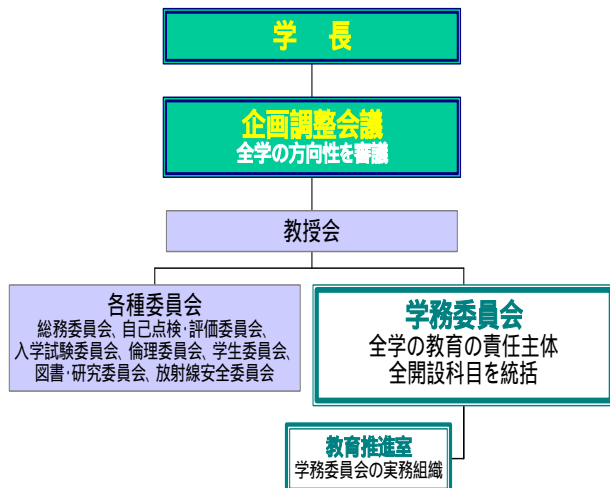 学 長
企画調整会議
全学の方向性を審議
教授会
各種委員会
総務委員会、自己点検・評価委員会、
入学試験委員会、倫理委員会、学生委員会、
図書・研究委員会、放射線安全委員会
学務委員会
全学の教育の責任主体
全開設科目を統括
教育推進室
学務委員会の実務組織